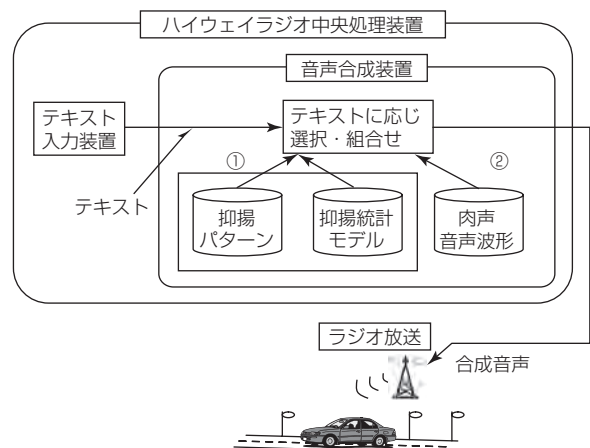 ハイウェイラジオ中央処理装置
音声合成装置
テキスト
入力装置
テキストに応じ
選択・組合せ
①
②
テキスト
抑揚
パターン
抑揚統計
モデル
肉声
音声波形
ラジオ放送
合成音声